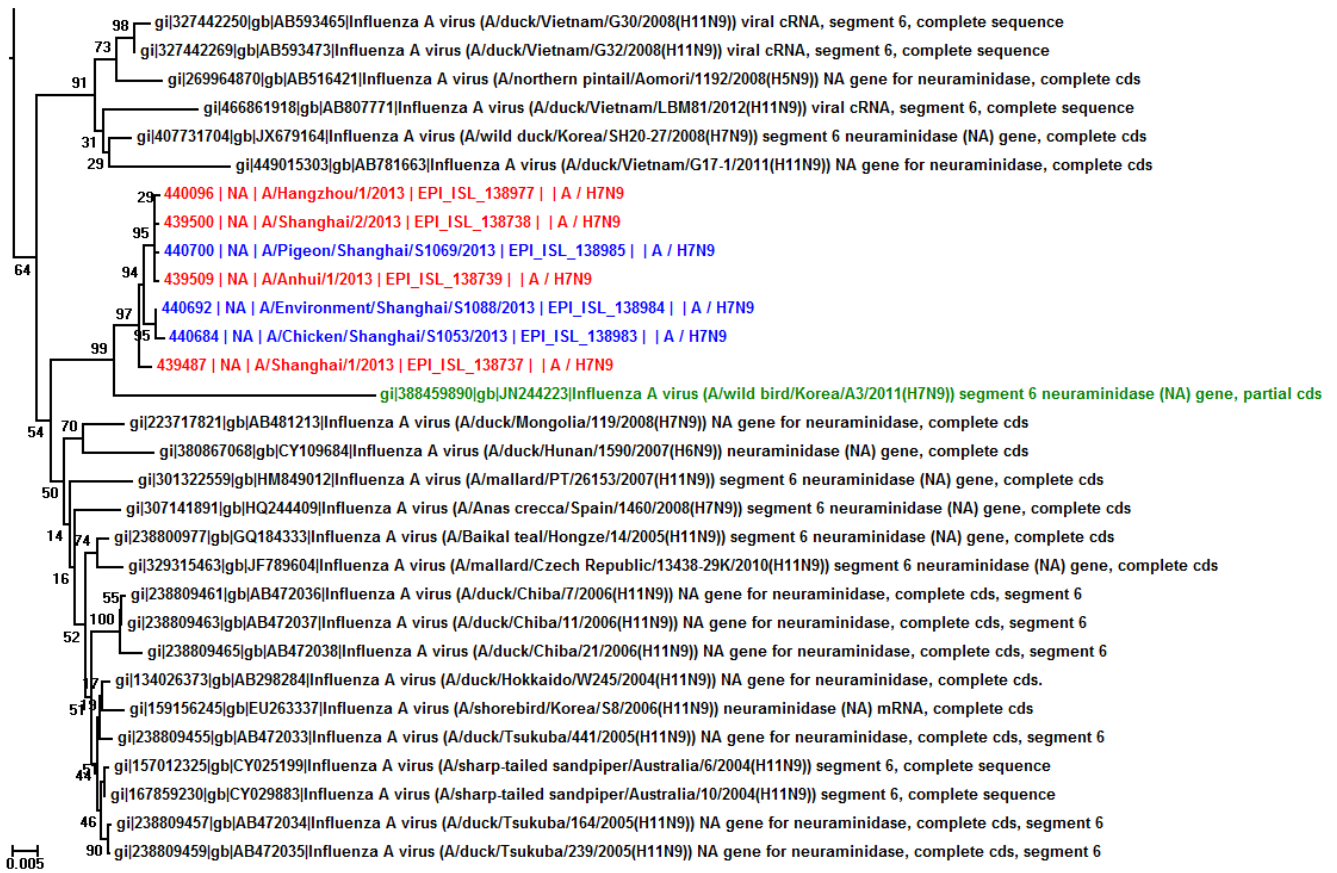 98
gi|327442250|gb|AB593465|Influenza A virus (A/duck/Vietnam/G30/2008(H11N9)) viral cRNA, segment 6, complete sequence
73
gi|327442269|gb|AB593473|Influenza A virus (A/duck/Vietnam/G32/2008(H11N9)) viral cRNA, segment 6, complete sequence
91
gi|269964870|gb|AB516421|Influenza A virus (A/northern pintail/Aomori/1192/2008(H5N9)) NA gene for neuraminidase, complete cds
gi|466861918|gb|AB807771|Influenza A virus (A/duck/Vietnam/LBM81/2012(H11N9)) viral cRNA, segment 6, complete sequence
31
gi|407731704|gb|JX679164|Influenza A virus (A/wild duck/Korea/SH20-27/2008(H7N9)) segment 6 neuraminidase (NA) gene, complete cds
29
gi|449015303|gb|AB781663|Influenza A virus (A/duck/Vietnam/G17-1/2011(H11N9)) NA gene for neuraminidase, complete cds
29
440096 | NA | A/Hangzhou/1/2013 | EPI_ISL_138977 | | A / H7N9
439500 | NA | A/Shanghai/2/2013 | EPI_ISL_138738 | | A / H7N9
95
440700 | NA | A/Pigeon/Shanghai/S1069/2013 | EPI_ISL_138985 | | A / H7N9
64
94
439509 | NA | A/Anhui/1/2013 | EPI_ISL_138739 | | A / H7N9
440692 | NA | A/Environment/Shanghai/S1088/2013 | EPI_ISL_138984 | | A / H7N9
97
95
440684 | NA | A/Chicken/Shanghai/S1053/2013 | EPI_ISL_138983 | | A / H7N9
99
439487 | NA | A/Shanghai/1/2013 | EPI_ISL_138737 | | A / H7N9
gi|388459890|gb|JN244223|Influenza A virus (A/wild bird/Korea/A3/2011(H7N9)) segment 6 neuraminidase (NA) gene, partial cds
54
70
gi|223717821|gb|AB481213|Influenza A virus (A/duck/Mongolia/119/2008(H7N9)) NA gene for neuraminidase, complete cds
gi|380867068|gb|CY109684|Influenza A virus (A/duck/Hunan/1590/2007(H6N9)) neuraminidase (NA) gene, complete cds
50
gi|301322559|gb|HM849012|Influenza A virus (A/mallard/PT/26153/2007(H11N9)) segment 6 neuraminidase (NA) gene, complete cds
gi|307141891|gb|HQ244409|Influenza A virus (A/Anas crecca/Spain/1460/2008(H7N9)) segment 6 neuraminidase (NA) gene, complete cds
14
74
gi|238800977|gb|GQ184333|Influenza A virus (A/Baikal teal/Hongze/14/2005(H11N9)) segment 6 neuraminidase (NA) gene, complete cds
16
gi|329315463|gb|JF789604|Influenza A virus (A/mallard/Czech Republic/13438-29K/2010(H11N9)) segment 6 neuraminidase (NA) gene, complete cds
55
gi|238809461|gb|AB472036|Influenza A virus (A/duck/Chiba/7/2006(H11N9)) NA gene for neuraminidase, complete cds, segment 6
100
gi|238809463|gb|AB472037|Influenza A virus (A/duck/Chiba/11/2006(H11N9)) NA gene for neuraminidase, complete cds, segment 6
52
gi|238809465|gb|AB472038|Influenza A virus (A/duck/Chiba/21/2006(H11N9)) NA gene for neuraminidase, complete cds, segment 6
17
gi|134026373|gb|AB298284|Influenza A virus (A/duck/Hokkaido/W245/2004(H11N9)) NA gene for neuraminidase, complete cds.
51
gi|159156245|gb|EU263337|Influenza A virus (A/shorebird/Korea/S8/2006(H11N9)) neuraminidase (NA) mRNA, complete cds
gi|238809455|gb|AB472033|Influenza A virus (A/duck/Tsukuba/441/2005(H11N9)) NA gene for neuraminidase, complete cds, segment 6
44
gi|157012325|gb|CY025199|Influenza A virus (A/sharp-tailed sandpiper/Australia/6/2004(H11N9)) segment 6, complete sequence
gi|167859230|gb|CY029883|Influenza A virus (A/sharp-tailed sandpiper/Australia/10/2004(H11N9)) segment 6, complete sequence
46
gi|238809457|gb|AB472034|Influenza A virus (A/duck/Tsukuba/164/2005(H11N9)) NA gene for neuraminidase, complete cds, segment 6
90
gi|238809459|gb|AB472035|Influenza A virus (A/duck/Tsukuba/239/2005(H11N9)) NA gene for neuraminidase, complete cds, segment 6
0.005